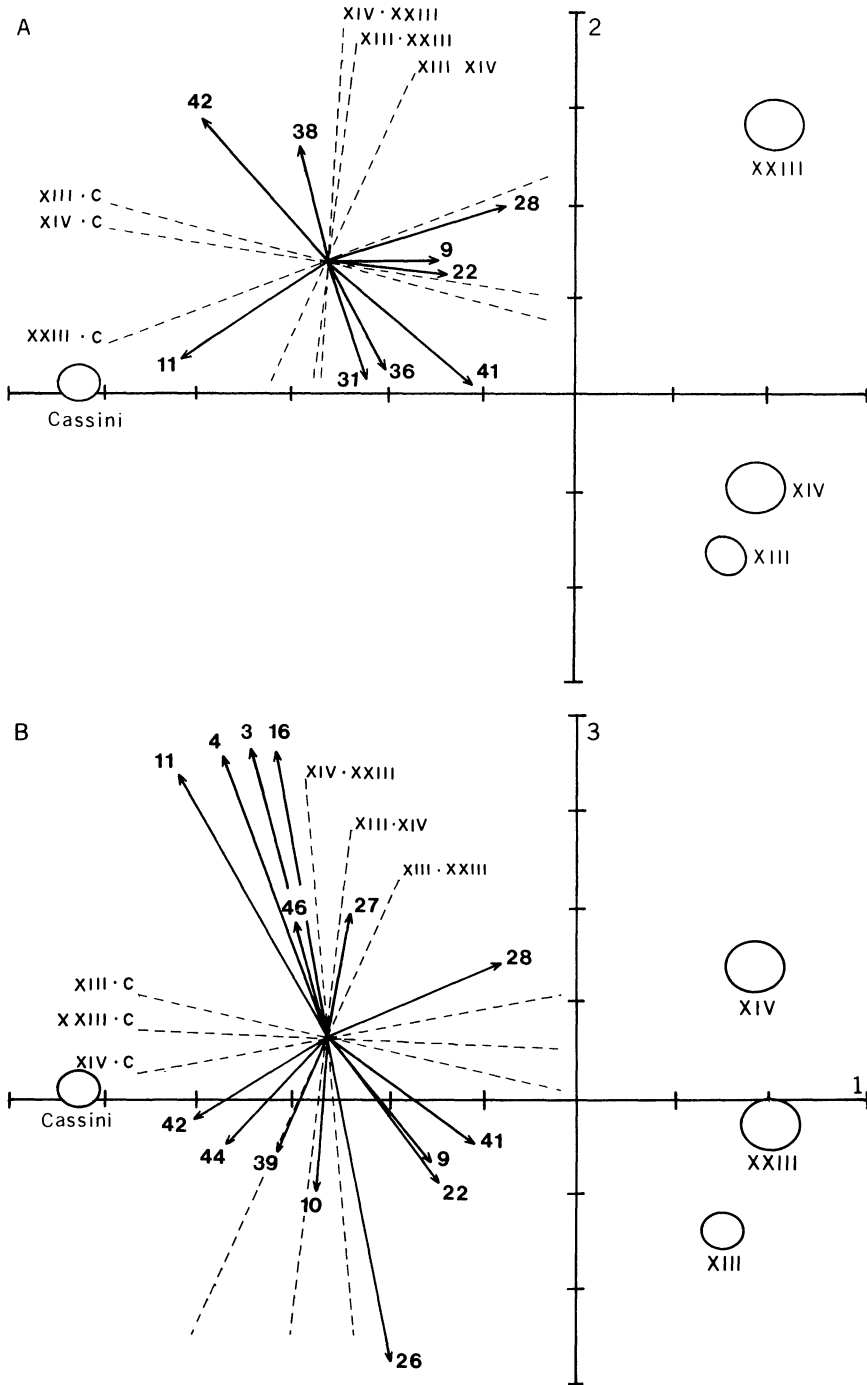 A
XIV·XXIII
2
XIII·XXIII
XIII XIV
42
38
XXIII
XIII·C
28
XIV·C
9
22
XXIII·C
11
31
36
41
Cassini
XIV
XIII
B
3
4
3
16
11
XIV·XXIII
XIII·XIV
XIII·XXIII
46
27
28
XIII·C
XIV
XXIII·C
XIV·C
1
Cassini
42
41
44
39
9
XXIII
22
10
XIII
26